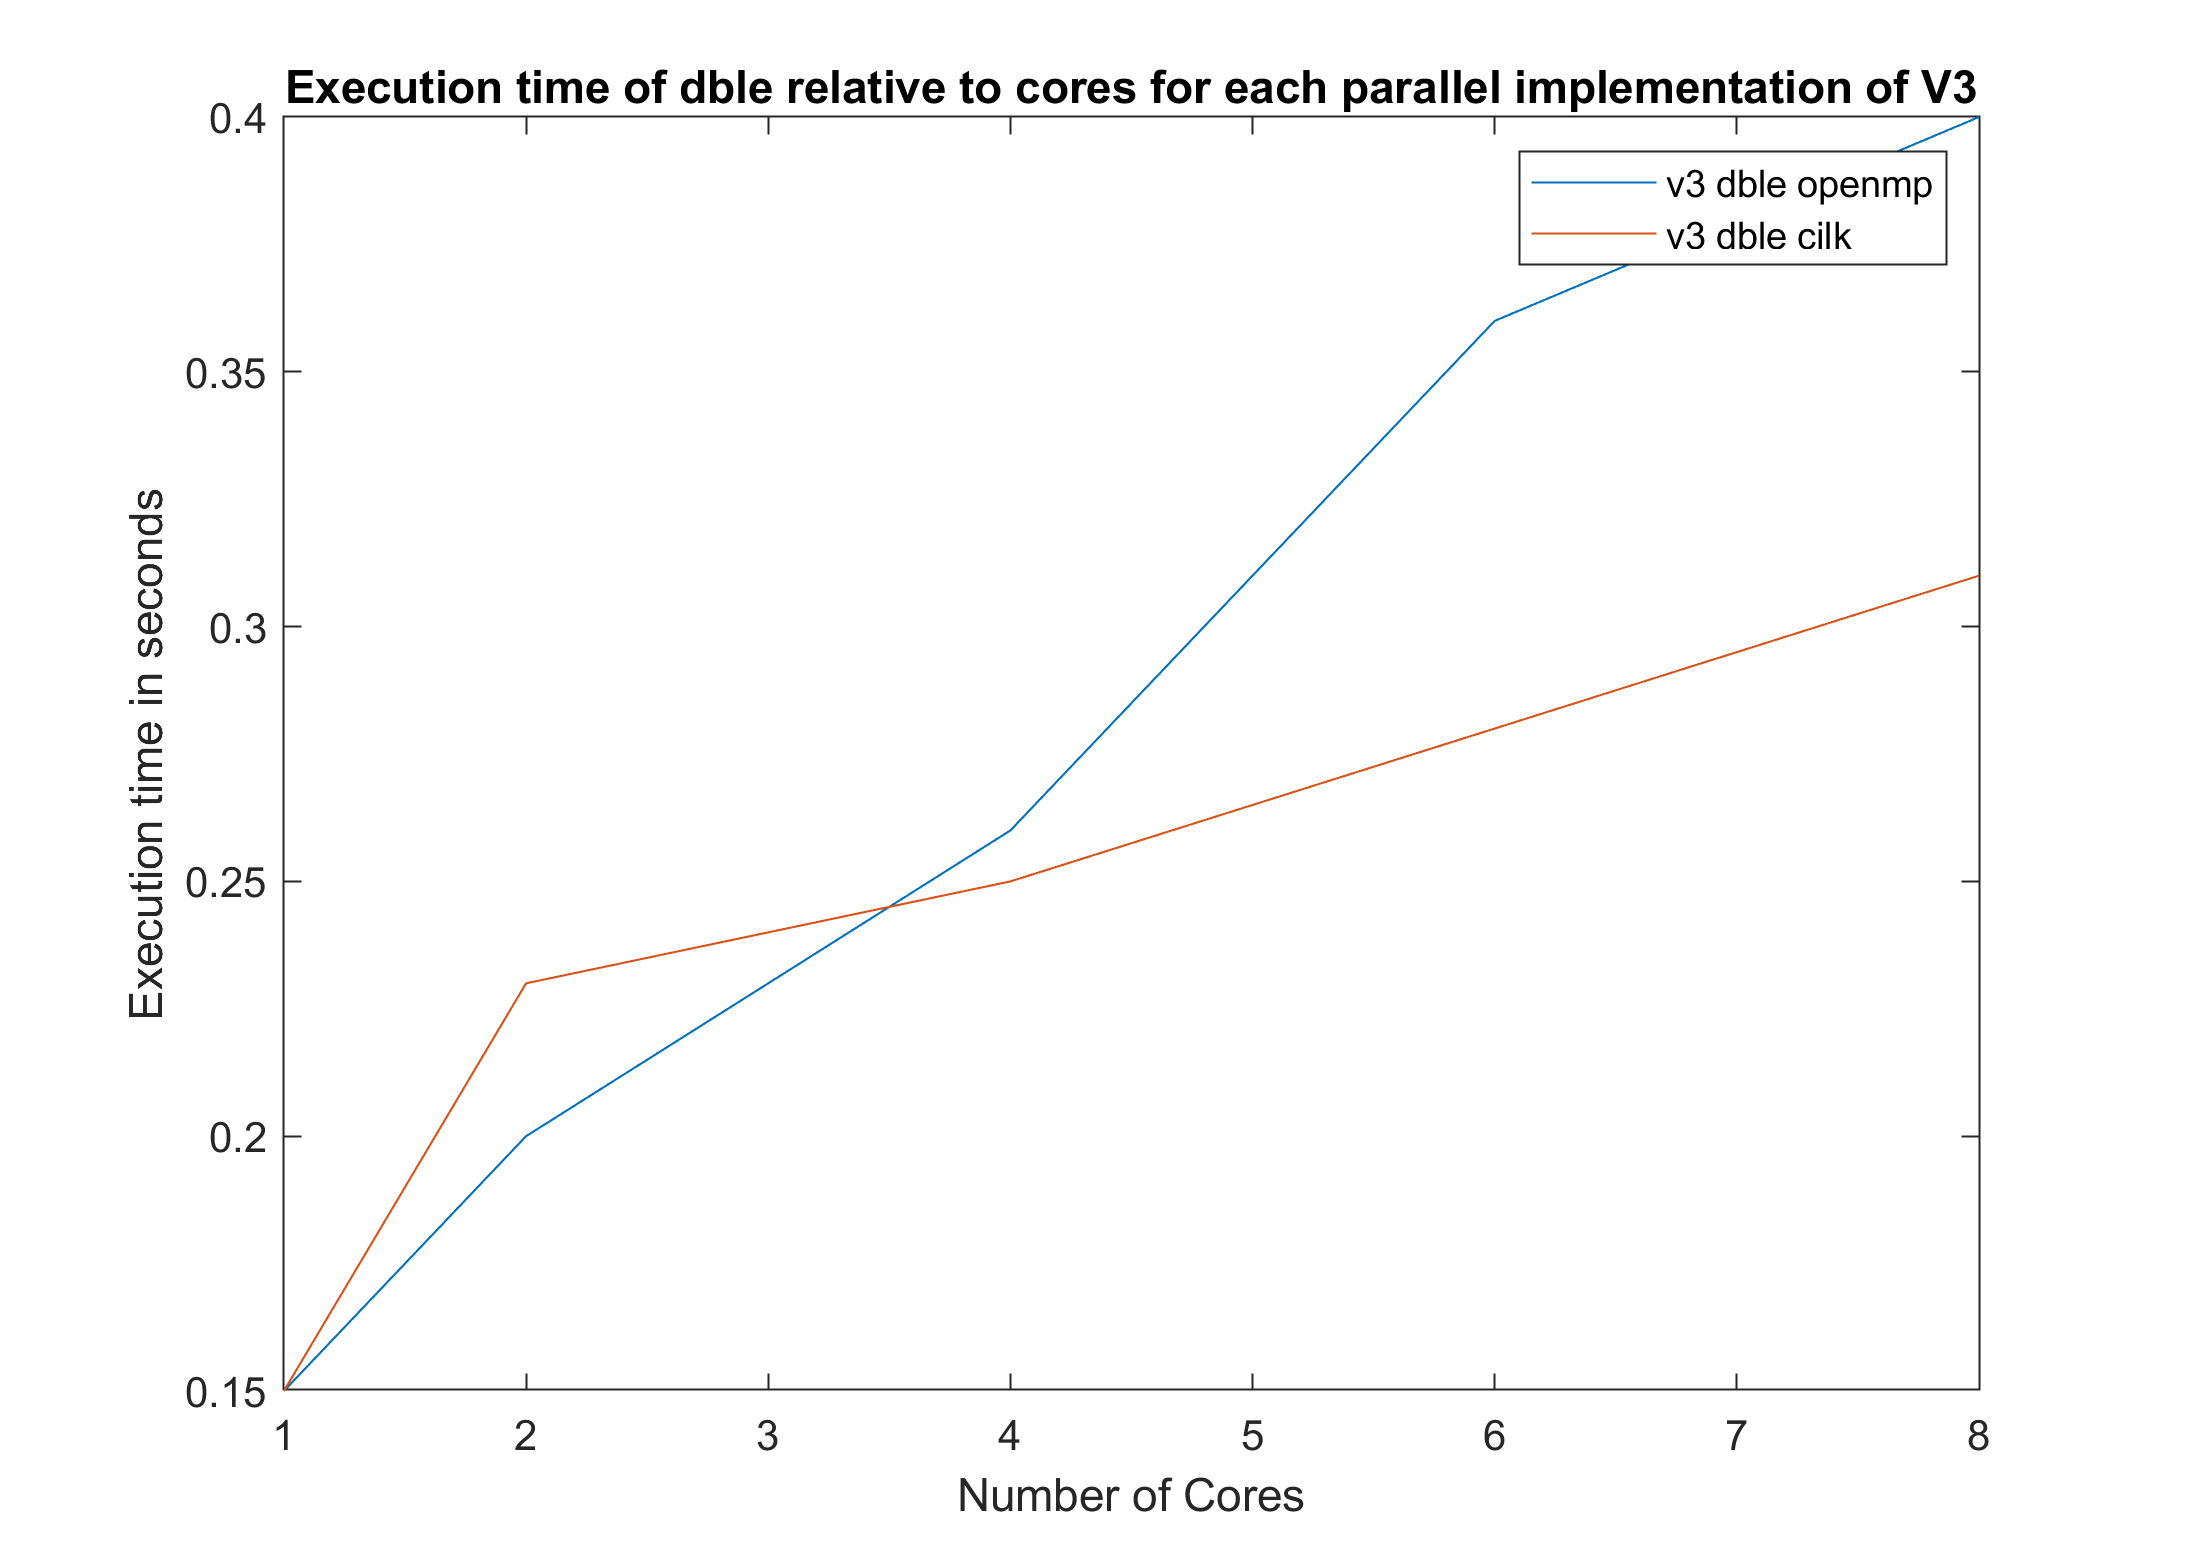 Execution time of dble relative to cores for each parallel implementation of V3
0.4
0.35
0.3
0.25
0.2
0.15
Execution time in seconds
v3 dble openmp
v3 dble cilk
1 2 3 4 5 6 7 8
Number of Cores